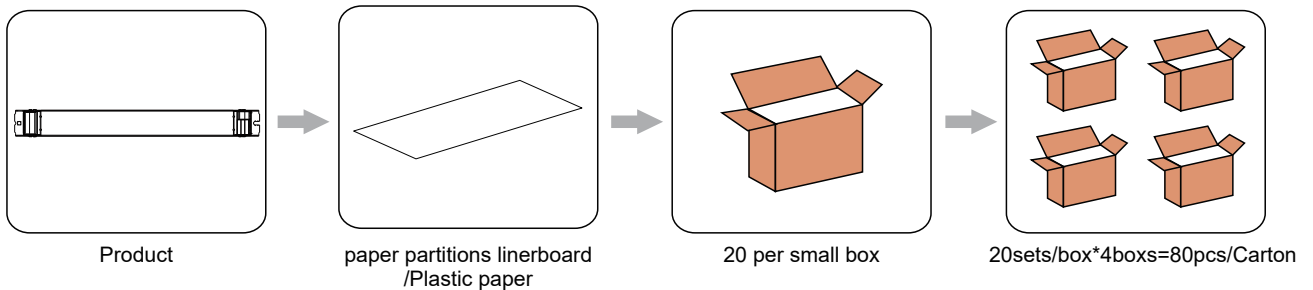 Product
paper partitions linerboard
/Plastic paper
20 per small box
20sets/box*4boxs=80pcs/Carton